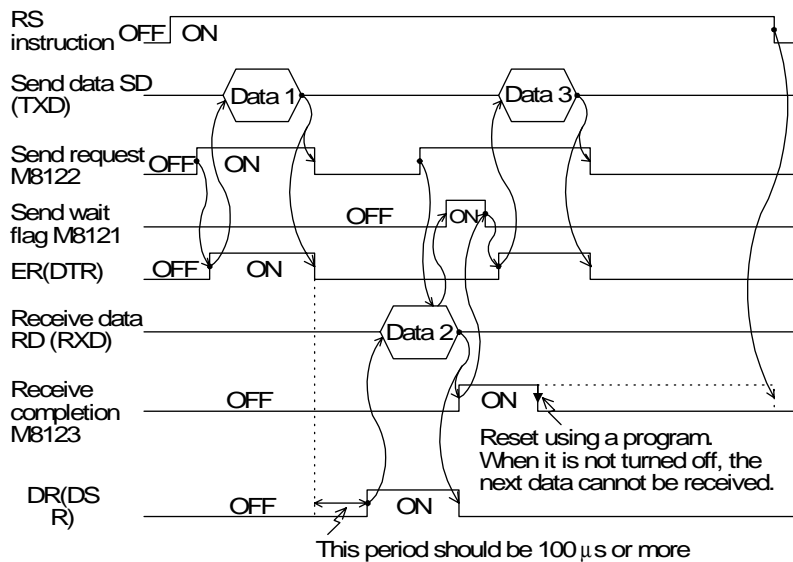 RS
instruction
OFF
ON
Send data SD
(TXD)
Data 1
Data 3
Send request
M8122
OFF
ON
Send wait
flag M8121
OFF
ON
ER(DTR)
OFF
ON
Receive data
RD (RXD)
Data 2
Receive
completion
M8123
OFF
ON
Reset using a program.
When it is not turned off, the
next data cannot be received.
DR(DS
R)
OFF
ON
This period should be 100 μs or more